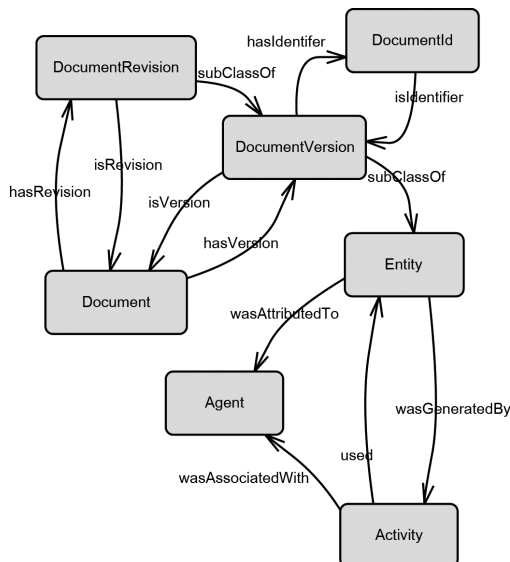 hasIdentifer
DocumentId
DocumentRevision
subClassOf
isIdentifier
DocumentVersion
isRevision
subClassOf
hasRevision
isVersion
hasVersion
Entity
Document
wasAttributedTo
Agent
wasGeneratedBy
used
wasAssociatedWith
Activity